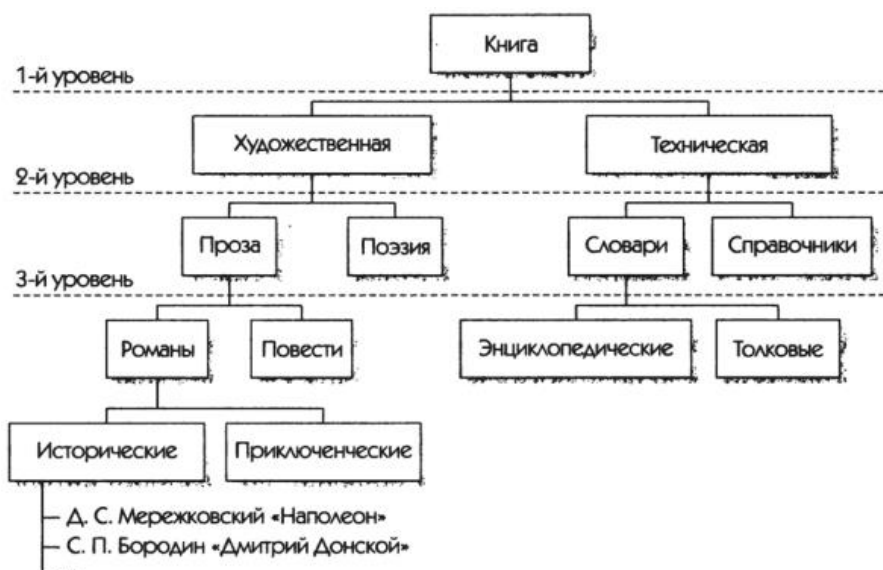 Книга
1-й уровень
Художественная Техническая
2-й уровень
Проза Поэзия Словари Справочники
3-й уровень
Романы Повести Энциклопедические Толковые
Исторические Приключенческие
Д. С. Мережковский «Наполеон»
С. П. Бородин «Дмитрий Донской»